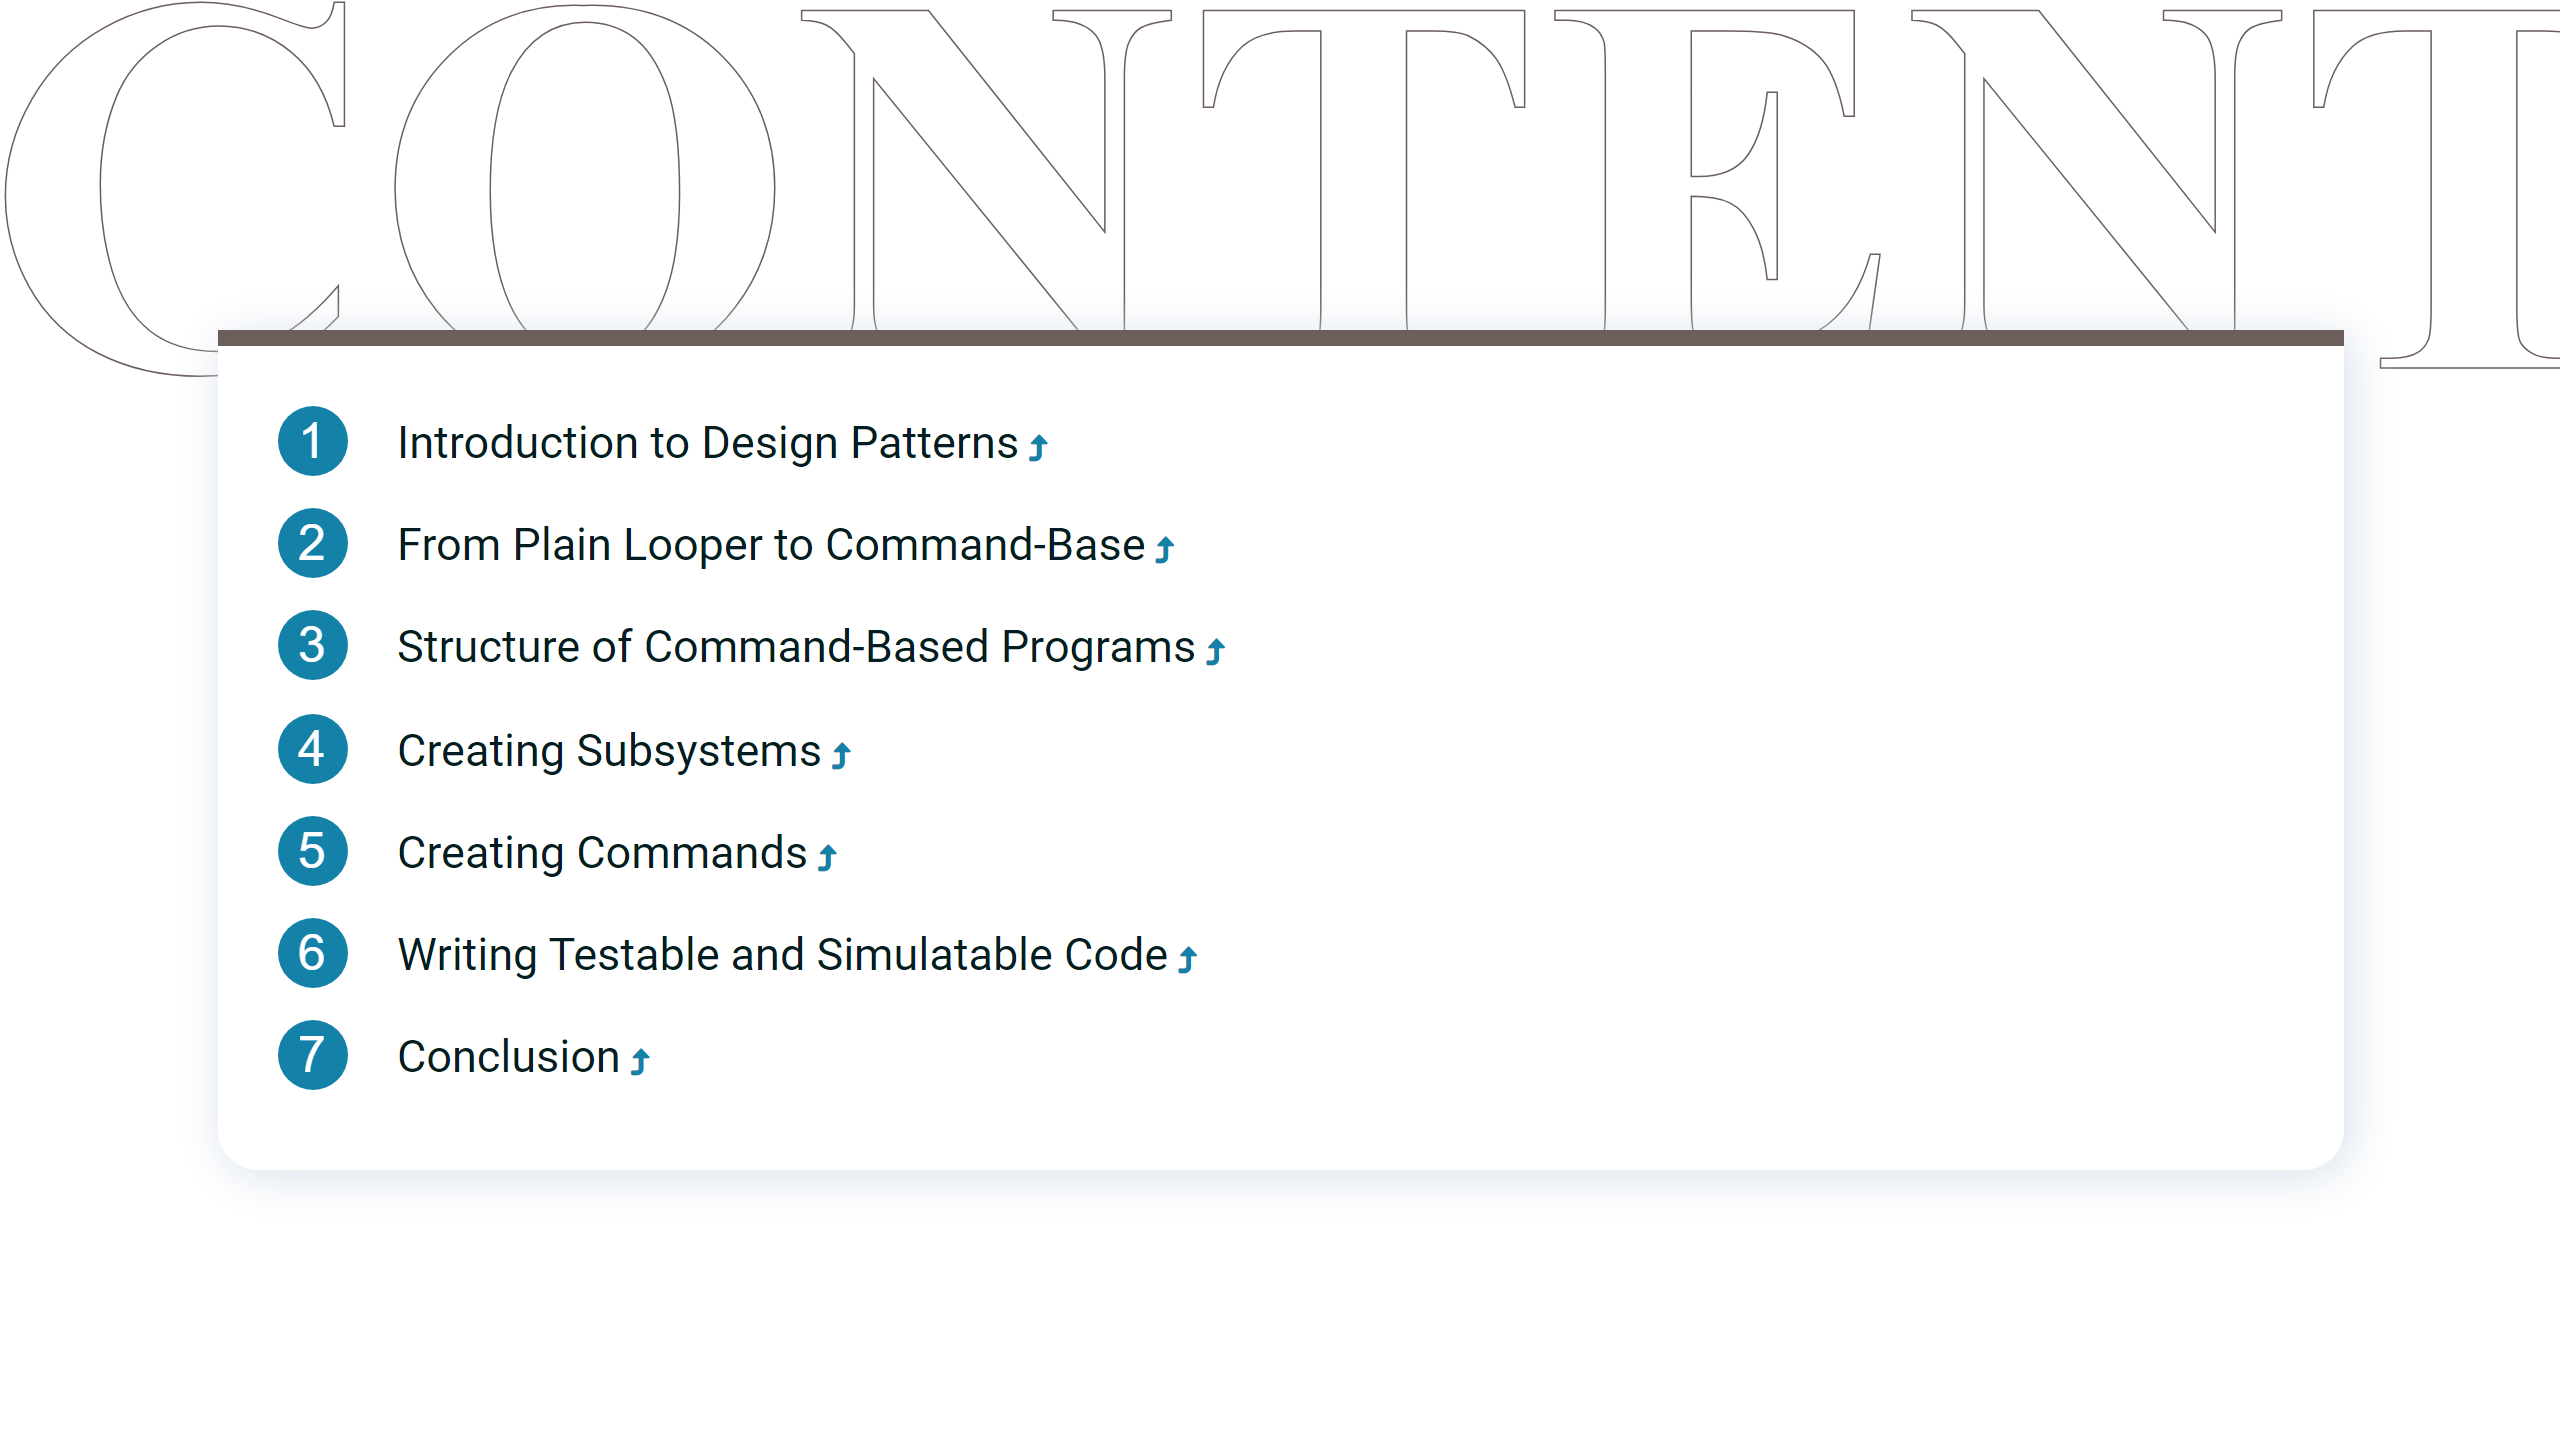 CONTENT
1 Introduction to Design Patterns
2 From Plain Looper to Command-Base
3 Structure of Command-Based Programs
4 Creating Subsystems
5 Creating Commands
6 Writing Testable and Simulatable Code
7 Conclusion